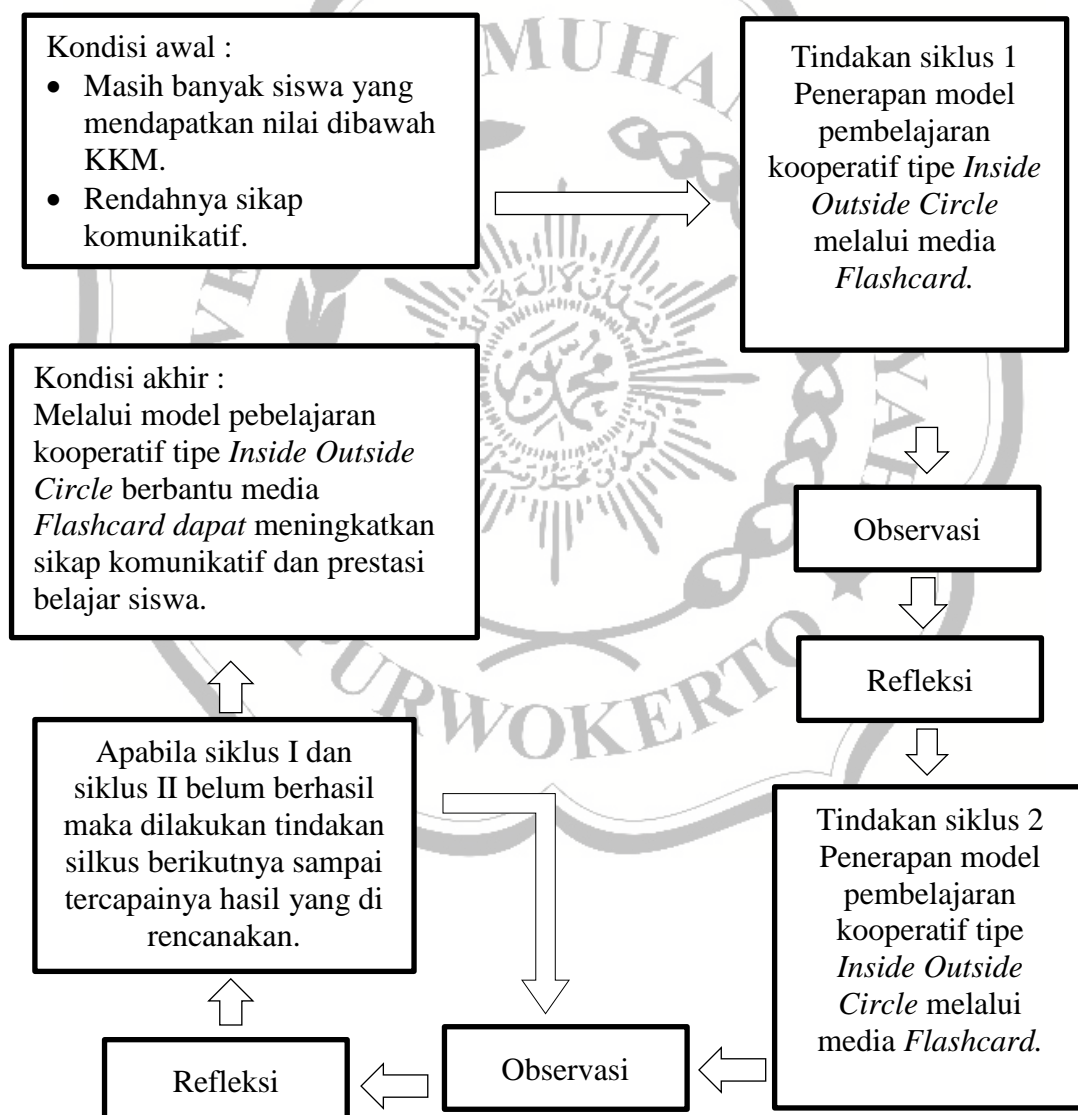 Kondisi awal :
• Masih banyak siswa yang
mendapatkan nilai dibawah
KKM.
• Rendahnya sikap
komunikatif.
Tindakan siklus 1
Penerapan model
pembelajaran
kooperatif tipe Inside
Outside Circle
melalui media
Flashcard.
Observasi
Refleksi
Tindakan siklus 2
Penerapan model
pembelajaran
kooperatif tipe
Inside Outside
Circle melalui
media Flashcard.
Observasi
Refleksi
Apabila siklus I dan
siklus II belum berhasil
maka dilakukan tindakan
silkus berikutnya sampai
tercapainya hasil yang di
rencanakan.
Kondisi akhir :
Melalui model pebelajaran
kooperatif tipe Inside Outside
Circle berbantu media
Flashcard dapat meningkatkan
sikap komunikatif dan prestasi
belajar siswa.
PURWOKERTO